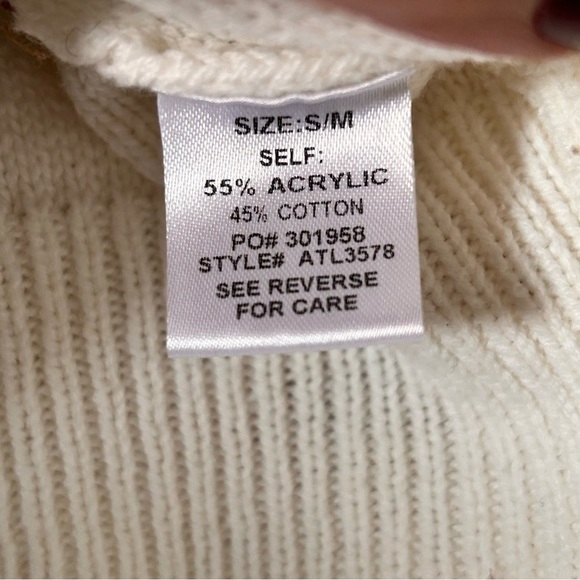 SIZE:S/M
SELF:
55% ACRYLIC
45% COTTON
PO# 301958
STYLE# ATL3578
SEE REVERSE
FOR CARE